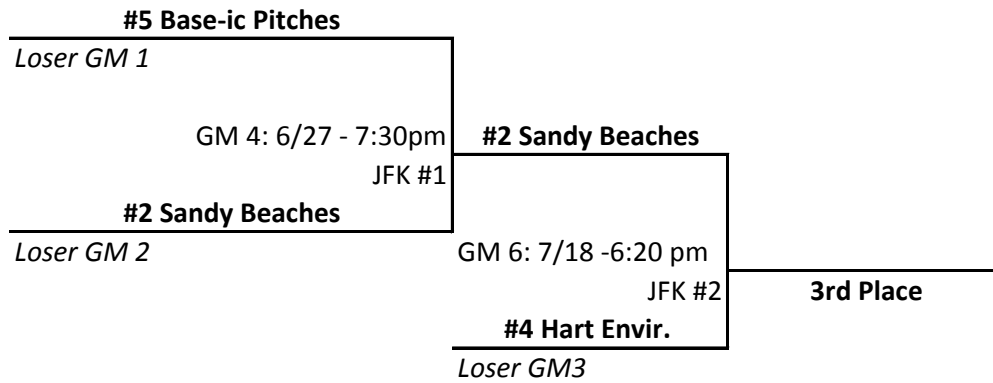 #5 Base-ic Pitches
Loser GM 1
GM 4: 6/27 - 7:30pm
#2 Sandy Beaches
JFK #1
#2 Sandy Beaches
Loser GM 2
GM 6: 7/18 -6:20 pm
JFK #2
3rd Place
#4 Hart Envir.
Loser GM3